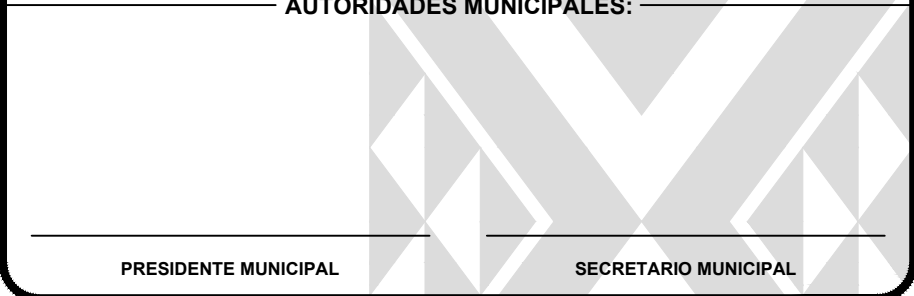 AUTORIDADES MUNICIPALES:
PRESIDENTE MUNICIPAL
SECRETARIO MUNICIPAL